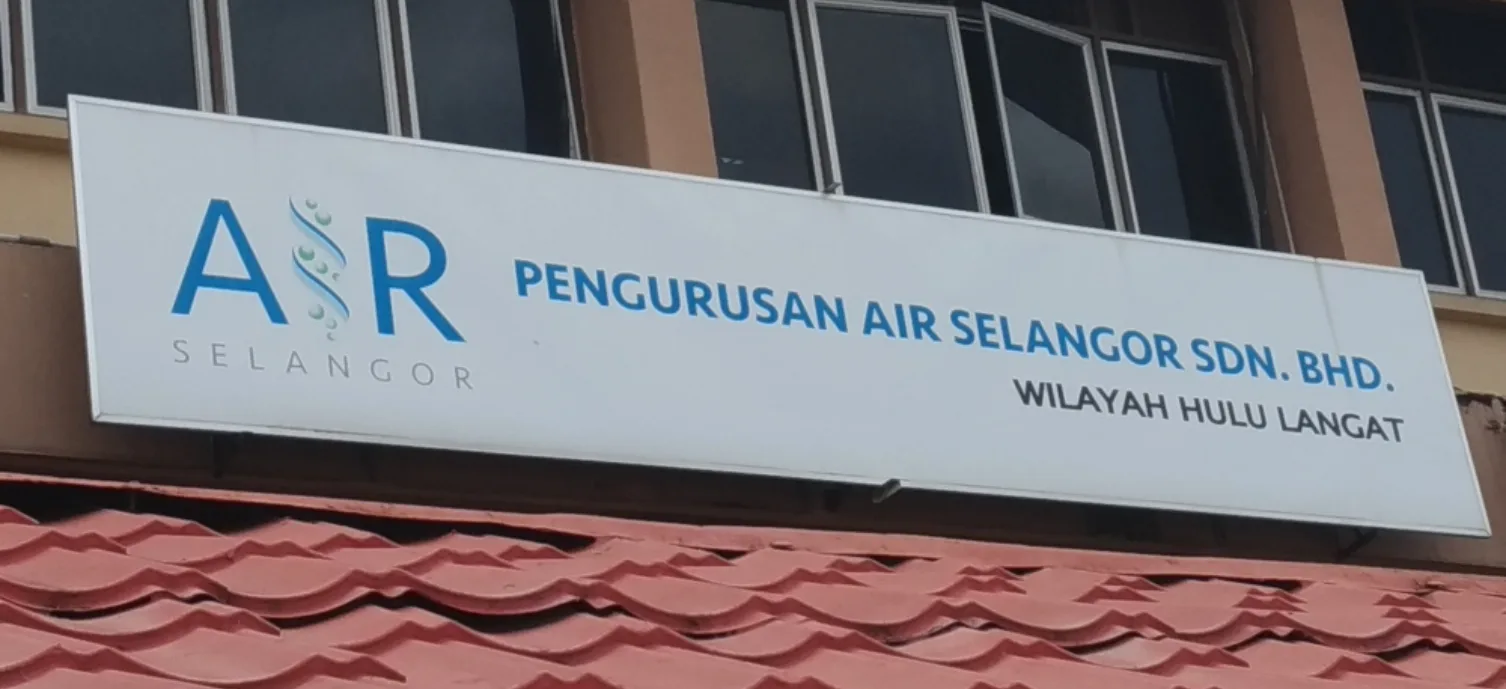 AIR
SELANGOR
PENGURUSAN AIR SELANGOR SDN. BHD.
WILAYAH HULU LANGAT